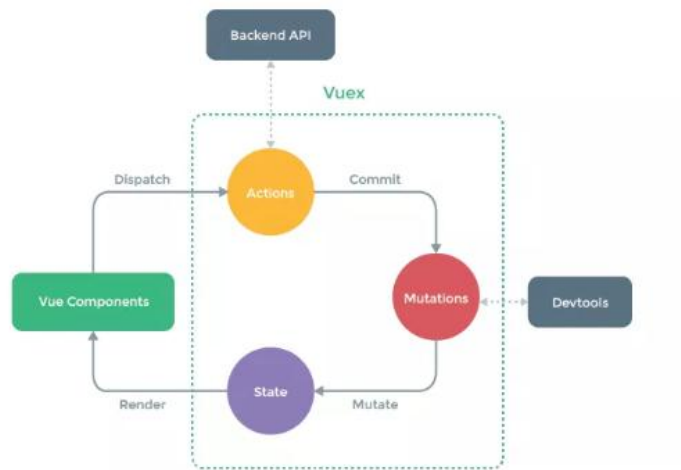 Backend API
Vuex
Dispatch
Actions
Commit
Vue Components
Mutations
Devtools
State
Render
Mutate